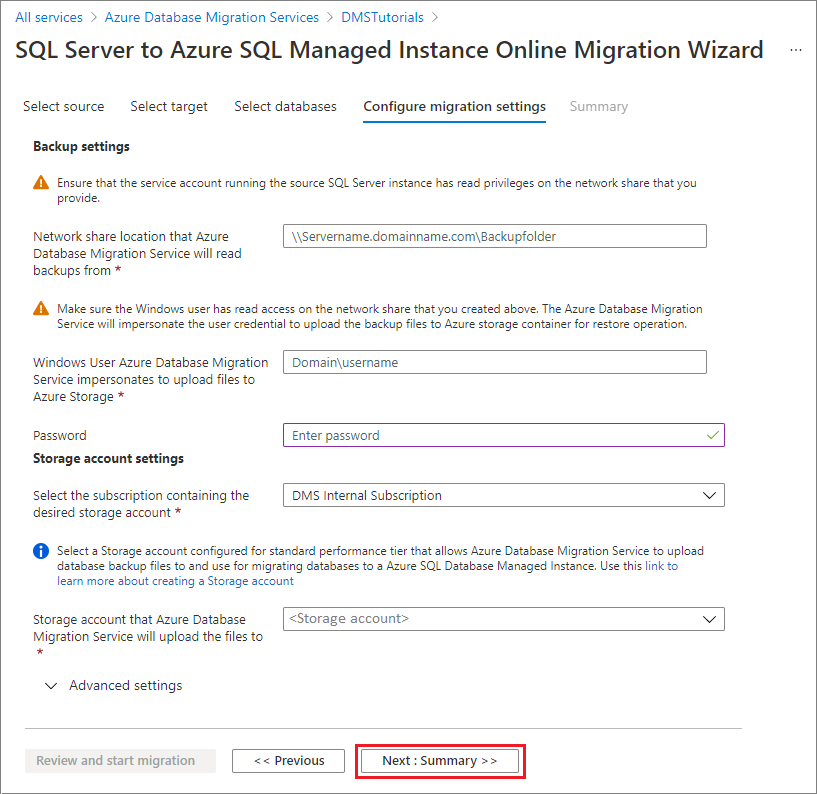 All services > Azure Database Migration Services > DMSTutorials >
SQL Server to Azure SQL Managed Instance Online Migration Wizard ...
Select source Select target Select databases Configure migration settings Summary
Backup settings
Ensure that the service account running the source SQL Server instance has read privileges on the network share that you
provide.
Network share location that Azure
Database Migration Service will read
backups from *
\\Servername.domainname.com\Backupfolder
Make sure the Windows user has read access on the network share that you created above. The Azure Database Migration
Service will impersonate the user credential to upload the backup files to Azure storage container for restore operation.
Windows User Azure Database Migration
Service impersonates to upload files to
Azure Storage *
Domain\username
Password
Enter password
Storage account settings
Select the subscription containing the
desired storage account *
DMS Internal Subscription
Select a Storage account configured for standard performance tier that allows Azure Database Migration Service to upload
database backup files to and use for migrating databases to a Azure SQL Database Managed Instance. Use this link to
learn more about creating a Storage account
Storage account that Azure Database
Migration Service will upload the files to
*
<Storage account>
Advanced settings
Review and start migration << Previous Next : Summary >>